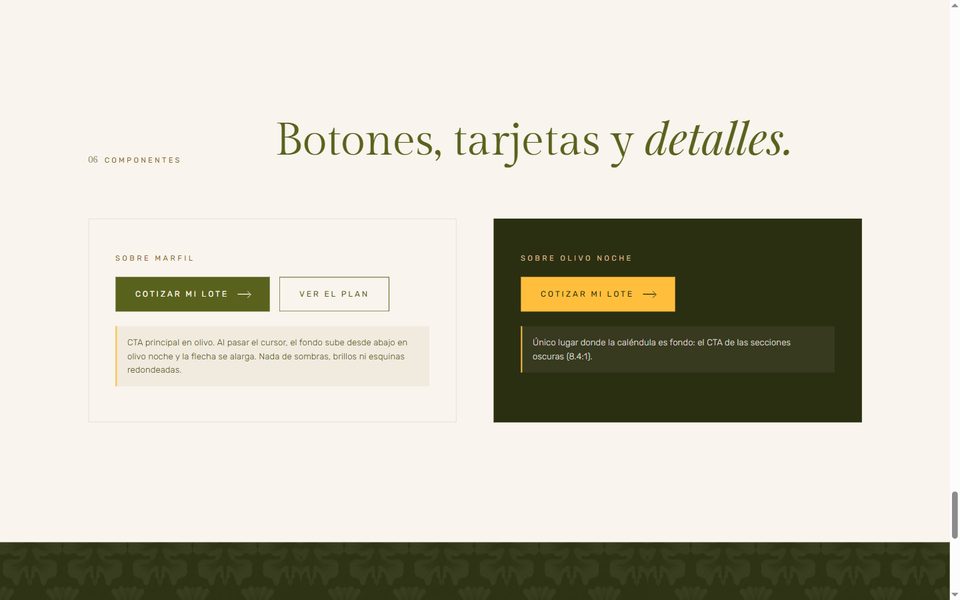 06 COMPONENTES
Botones, tarjetas y detalles.
SOBRE MARFIL
COTIZAR MI LOTE
VER EL PLAN
CTA principal en olivo. Al pasar el cursor, el fondo sube desde abajo en
olivo noche y la flecha se alarga. Nada de sombras, brillos ni esquinas
redondeadas.
SOBRE OLIVO NOCHE
COTIZAR MI LOTE
Único lugar donde la caléndula es fondo: el CTA de las secciones
oscuras (8.4:1).